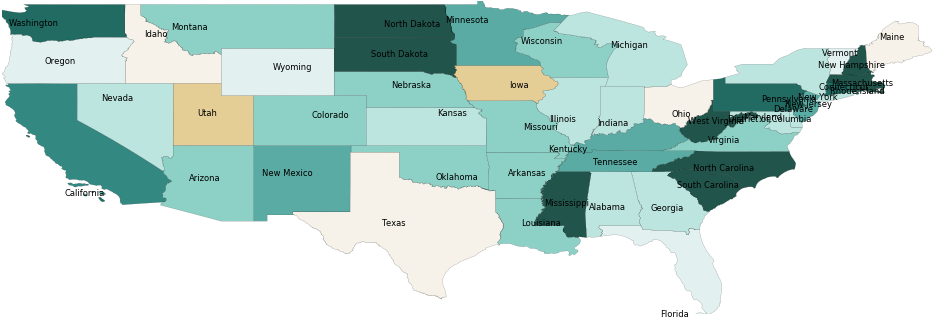 Washington
Montana
Idaho
North Dakota
Minnesota
Maine
Wisconsin
Michigan
Vermont
South Dakota
Oregon
New Hampshire
Wyoming
Massachusetts
Nebraska
Iowa
Connecticut
Rhode Island
Nevada
New York
Pennsylvania
New Jersey
Utah
Colorado
Kansas
Ohio
Delaware
Illinois
Indiana
West Virginia
Maryland
District of Columbia
Missouri
Virginia
Kentucky
Tennessee
North Carolina
New Mexico
Arkansas
Arizona
Oklahoma
South Carolina
California
Mississippi
Alabama
Georgia
Texas
Louisiana
Florida